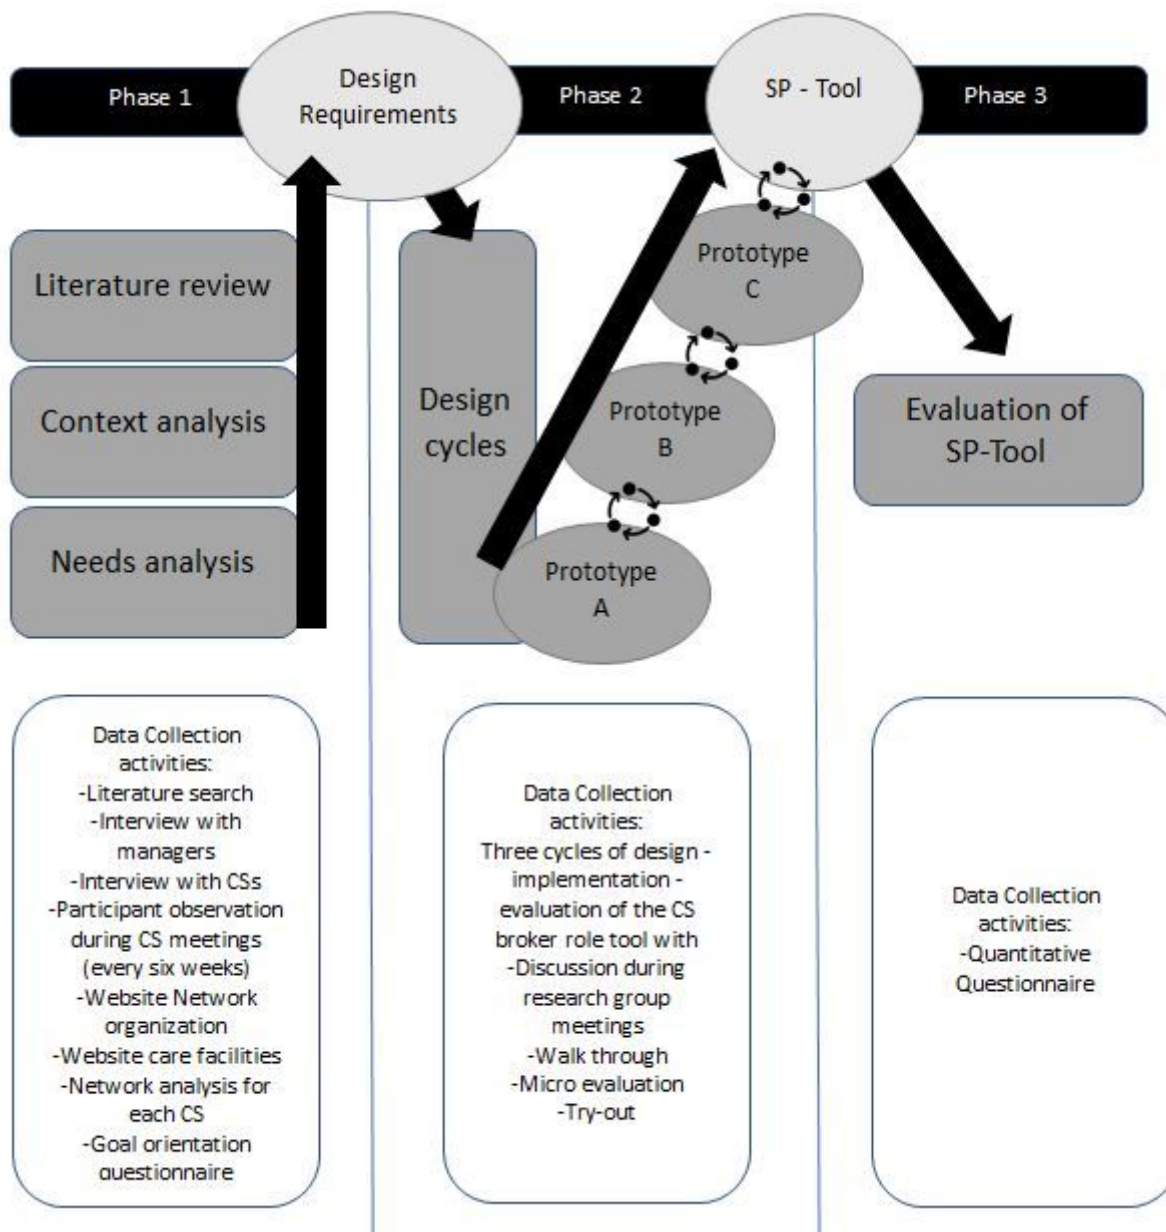 Phase 1
Design
Requirements
Phase 2
SP - Tool
Phase 3
Literature review
Context analysis
Needs analysis
Design
cycles
Prototype
C
Prototype
B
Prototype
A
Evaluation of
SP-Tool
Data Collection
activities:
-Literature search
-Interview with
managers
-Interview with CSs
-Participant observation
during CS meetings
(every six weeks)
-Website Network
organization
-Website care facilities
-Network analysis for
each CS
-Goal orientation
questionnaire
Data Collection
activities:
Three cycles of design -
implementation -
evaluation of the CS
broker role tool with
-Discussion during
research group
meetings
-Walk through
-Micro evaluation
-Try-out
Data Collection
activities:
-Quantitative
Questionnaire